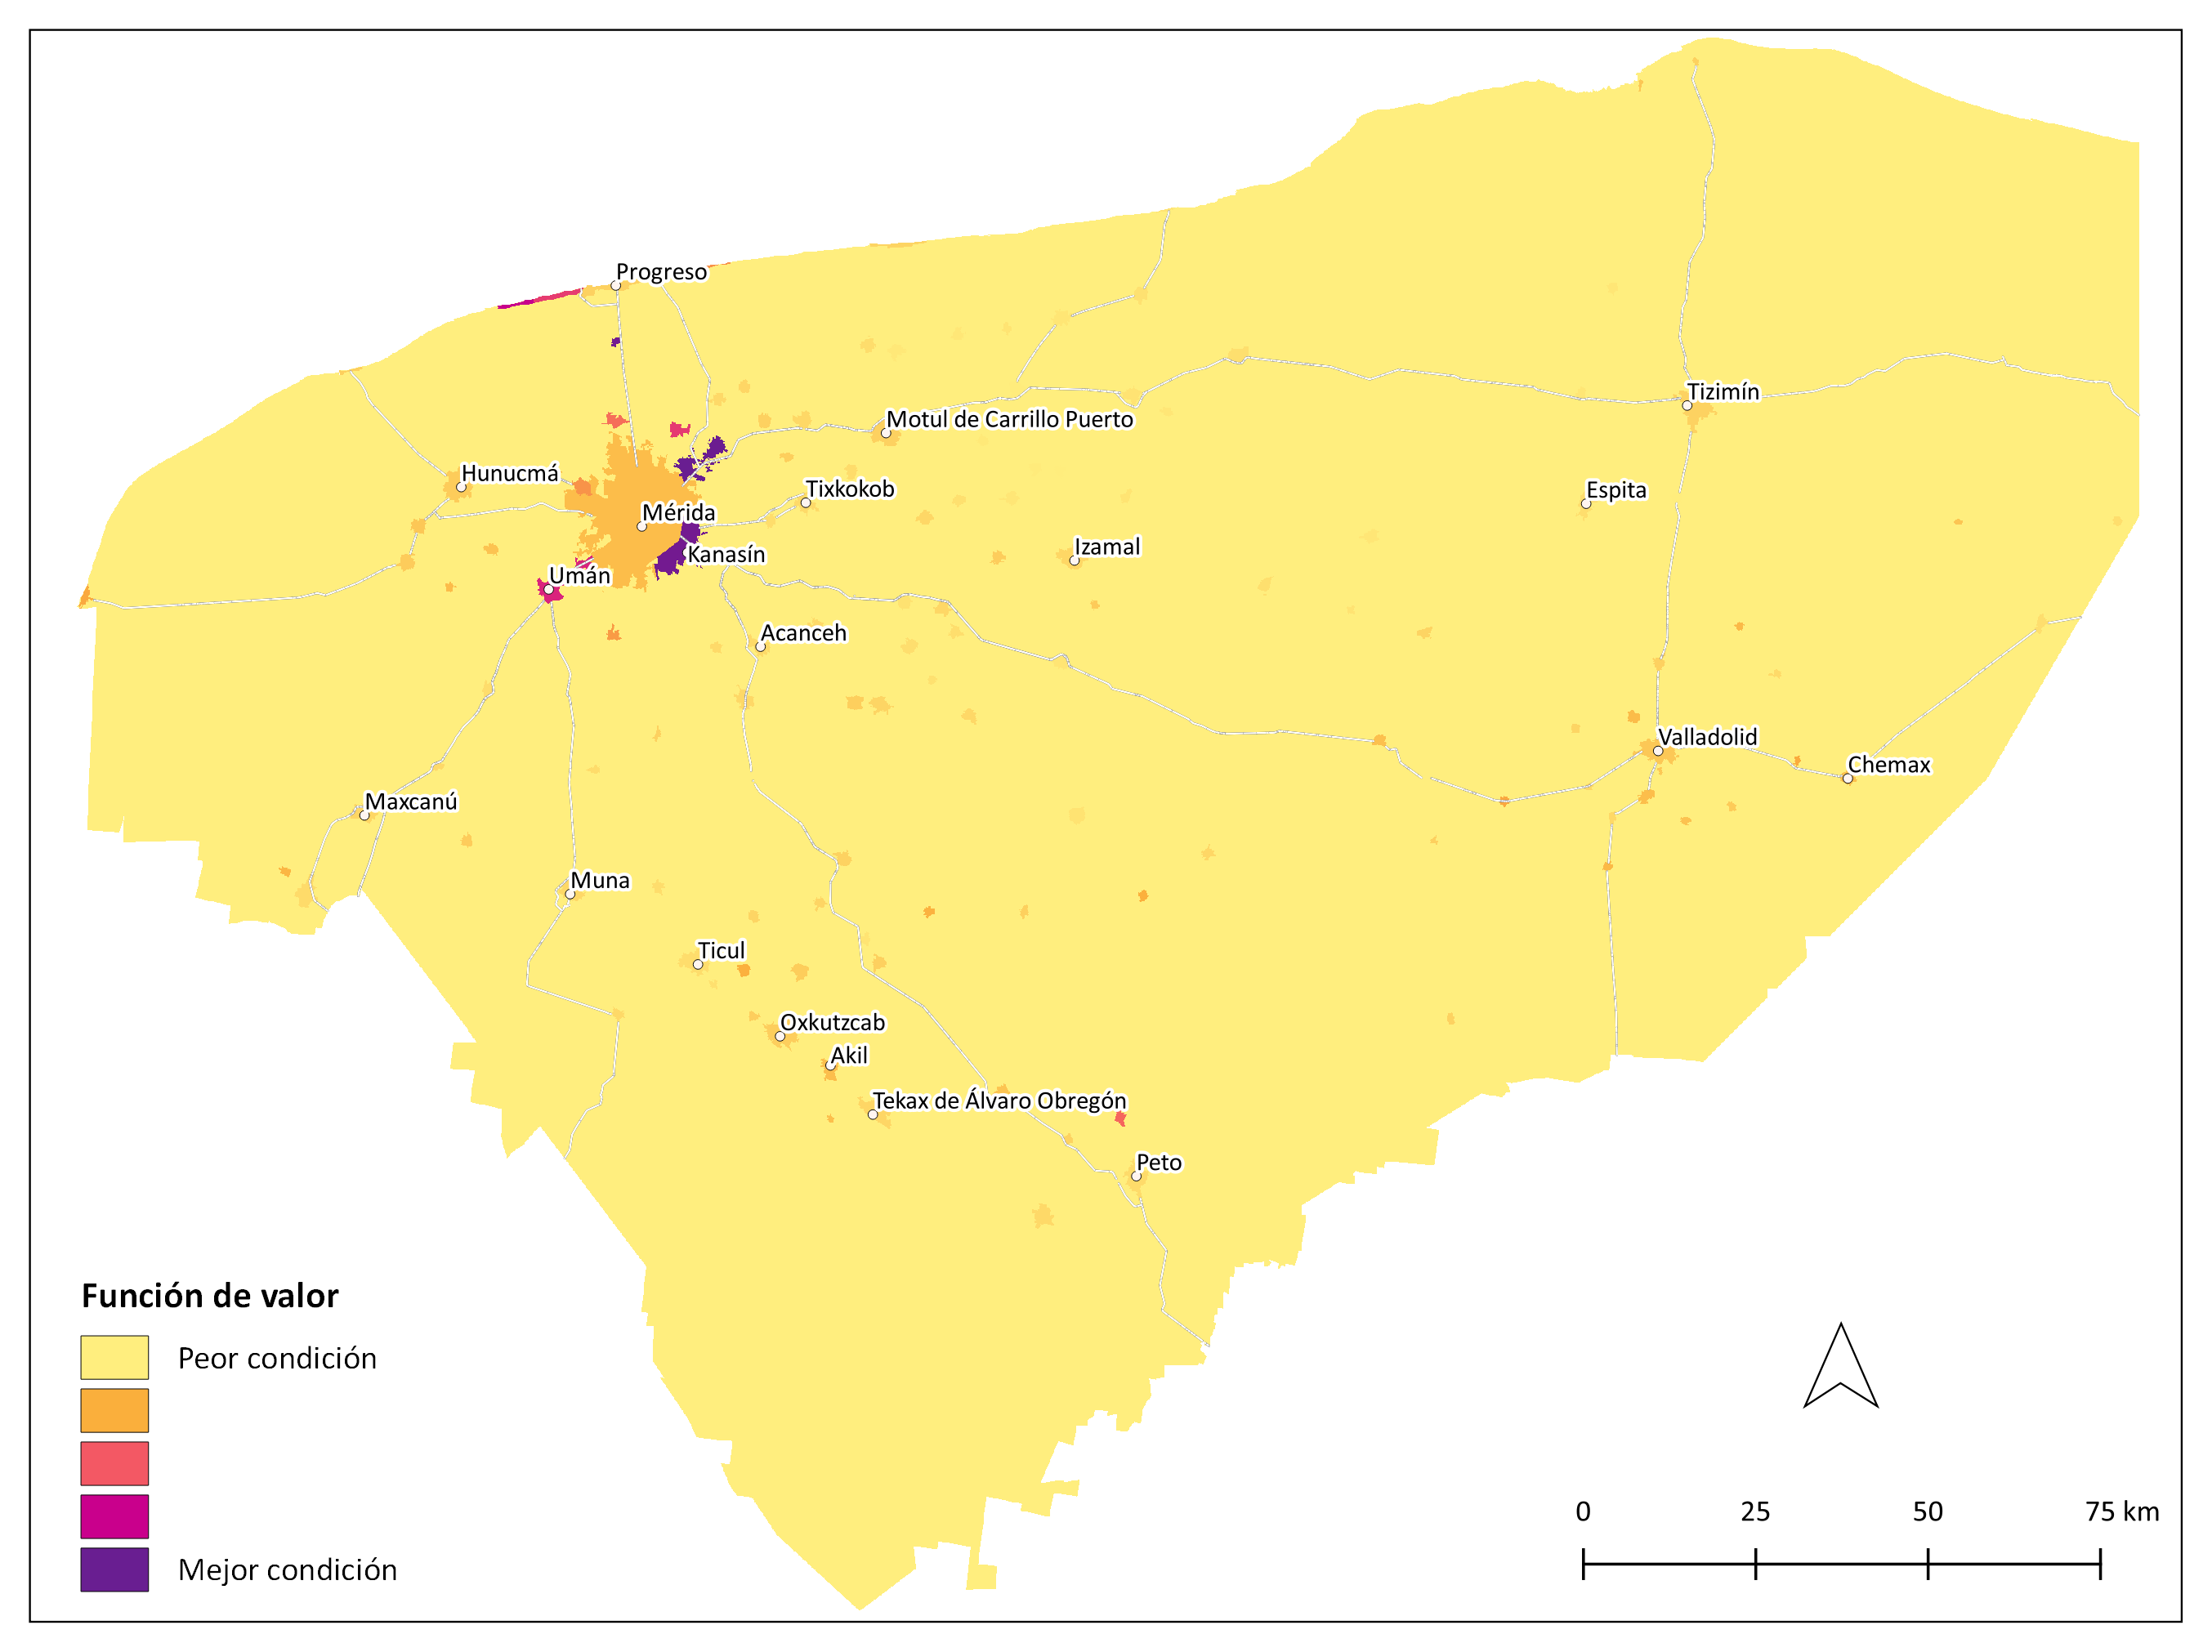 Progreso
Tizimín
Motul de Carrillo Puerto
Hunucmá
Tixkokob
Espita
Mérida
Izamal
Kanasín
Umán
Acanceh
Valladolid
Chemax
Maxcanú
Muna
Ticul
Oxkutzcab
Akil
Tekax de Álvaro Obregón
Peto
Función de valor
Peor condición
Mejor condición
0 25 50 75 km